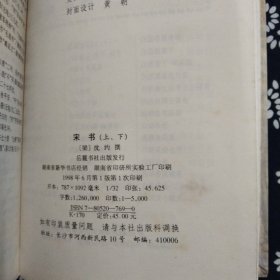 封面设计 黄 朝
宋 书(上、下)
[梁]沈约 撰
岳麓书社出版发行
湖南省新华书店经销 湖南省印研所实验工厂印刷
1998年6月第1版第1次印刷
开本:787×1092毫米 1/32 印张:45.625
字数:1,260,000 印数:1—5,000
ISBN7—80520—769—0
K·170 定价:45.00元
如有印装质量问题 请与本社出版科调换
地址:长沙市河西新民路10号 邮编:410006